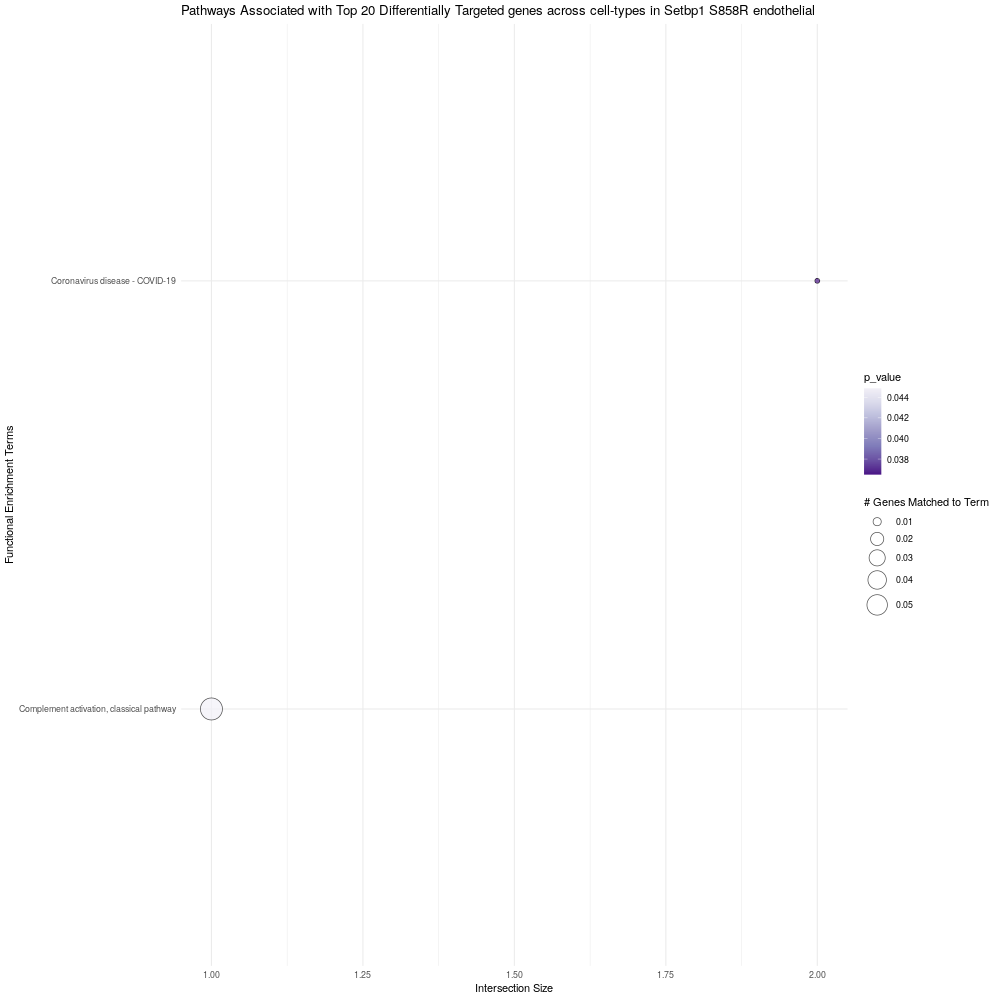 Pathways Associated with Top 20 Differentially Targeted genes across cell-types in Setbp1 S858R endothelial
Functional Enrichment Terms
Coronavirus disease - COVID-19
Complement activation, classical pathway
1.00
1.25
1.50
1.75
2.00
Intersection Size
p_value
0.044
0.042
0.040
0.038
# Genes Matched to Term
0.01
0.02
0.03
0.04
0.05